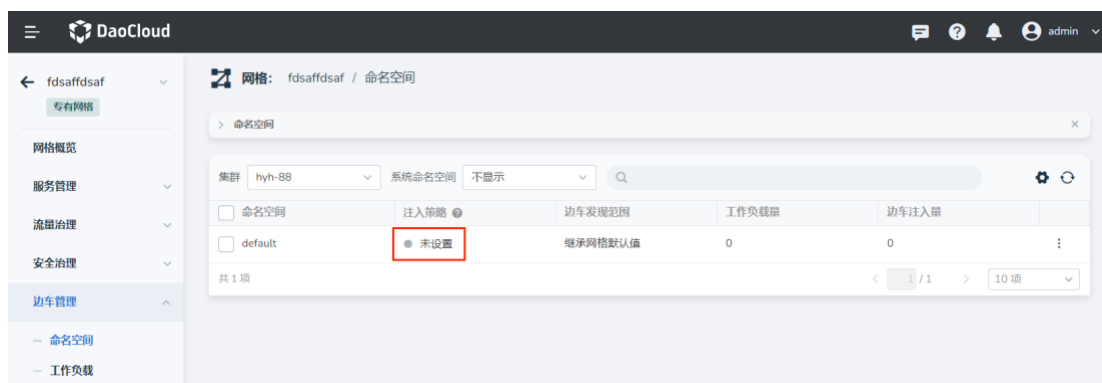 DaoCloud
admin
fdsaffdsaf
专有网格
网格概览
服务管理
流量治理
安全治理
边车管理
命名空间
工作负载
网格： fdsaffdsaf / 命名空间
命名空间
集群 hyh-88 系统命名空间 不显示
命名空间 注入策略 边车发现范围 工作负载量 边车注入量
default 未设置 继承网格默认值 0 0
共 1 项 1 / 1 10 项